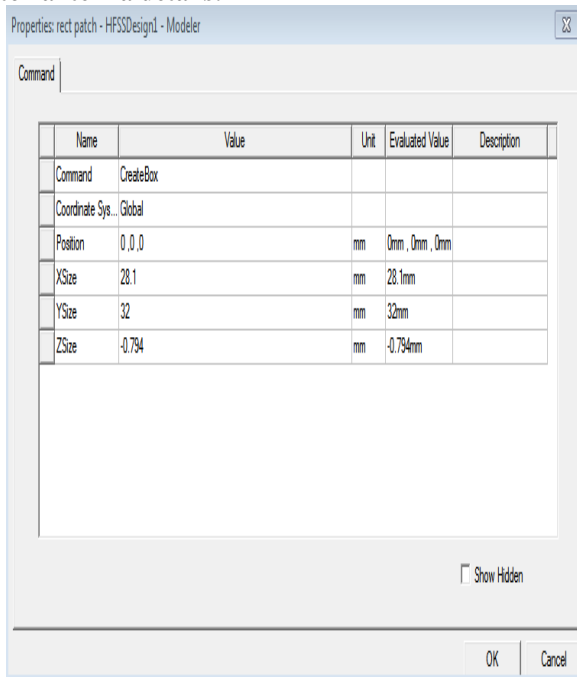 Properties: rect patch - HFSSDesign1 - Modeler
Command
Name Value Unit Evaluated Value Description
Command CreateBox
Coordinate Sys... Global
Position 0 ,0 ,0 mm 0mm , 0mm , 0mm
XSize 28.1 mm 28.1mm
YSize 32 mm 32mm
ZSize -0.794 mm -0.794mm
Show Hidden
OK Cancel